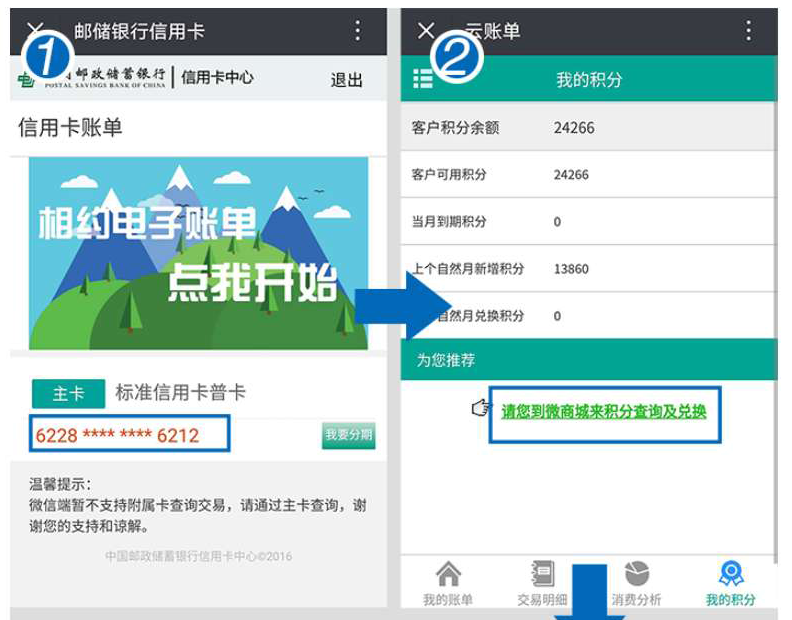 邮储银行信用卡
1
邮政储蓄银行
POSTAL SAVINGS BANK OF CHINA
信用卡中心
退出
信用卡账单
相约电子账单
点我开始
主卡
标准信用卡普卡
6228 **** **** 6212
我要分期
温馨提示:
微信端暂不支持附属卡查询交易，请通过主卡查询，谢
谢您的支持和谅解。
中国邮政储蓄银行信用卡中心©2016
云账单
2
我的积分
客户积分余额 24266
客户可用积分 24266
当月到期积分 0
上个自然月新增积分 13860
自然月兑换积分 0
为您推荐
请您到微商城来积分查询及兑换
我的账单
交易明细
消费分析
我的积分